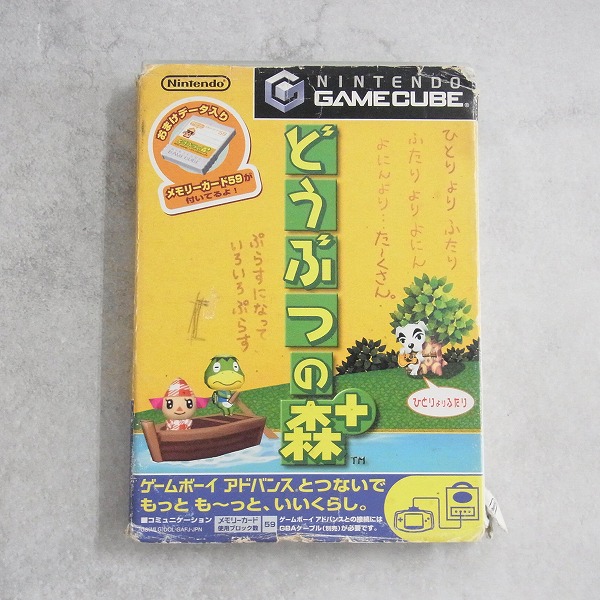 Nintendo
NINTENDO
GAMECUBE
おまけデータ入り
メモリーカード59が
付いてるよ!
どうぶつの森+
TM
ひとりより ふたり
ふたり より よにん
よにんより…たーくさん。
ぷらすになって
いろいろ ぷらす
ひとりよりふたり
ゲームボーイ アドバンス とつないで
もっと も〜っと、いいくらし。
■コミュニケーション
メモリーカード
使用ブロック数
59
ゲームボーイ アドバンスとの接続には
GBAケーブル(別売)が必要です。